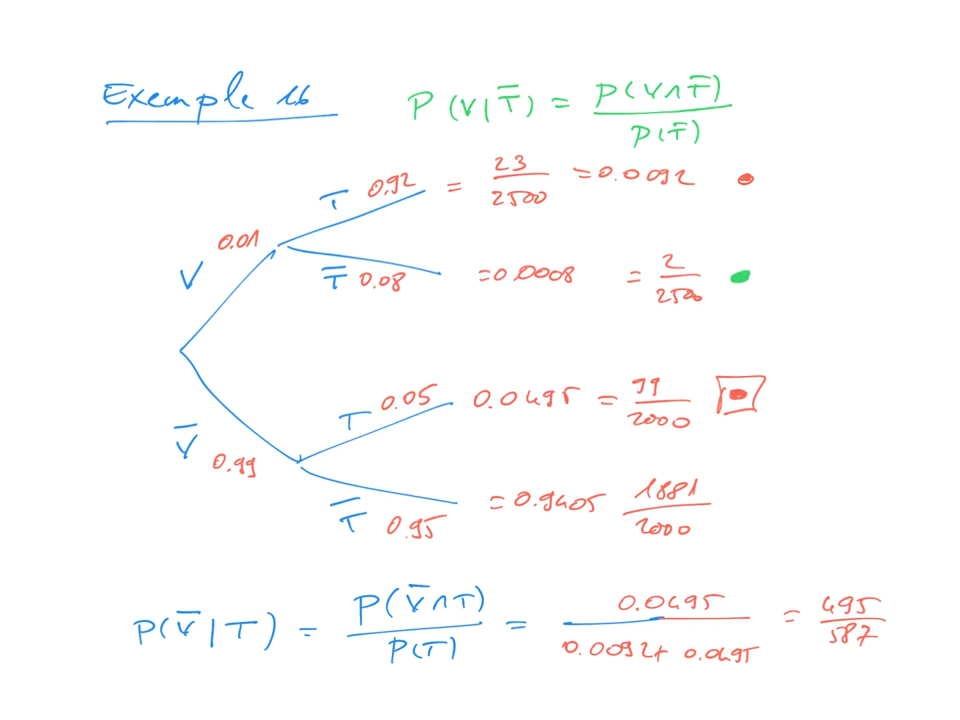 Exemple 16 P(V|T̅) = P(V∩T̅) / P(T̅)
T 0.92 = 23/2500 = 0.0092
V 0.01
T̅ 0.08 = 0.0008 = 2/2500
T 0.05 0.0495 = 99/2000
V̅ 0.99
T̅ 0.95 = 0.9405 1881/2000
P(V̅|T) = P(V̅∩T) / P(T) = 0.0495 / 0.0092 + 0.0495 = 495/587